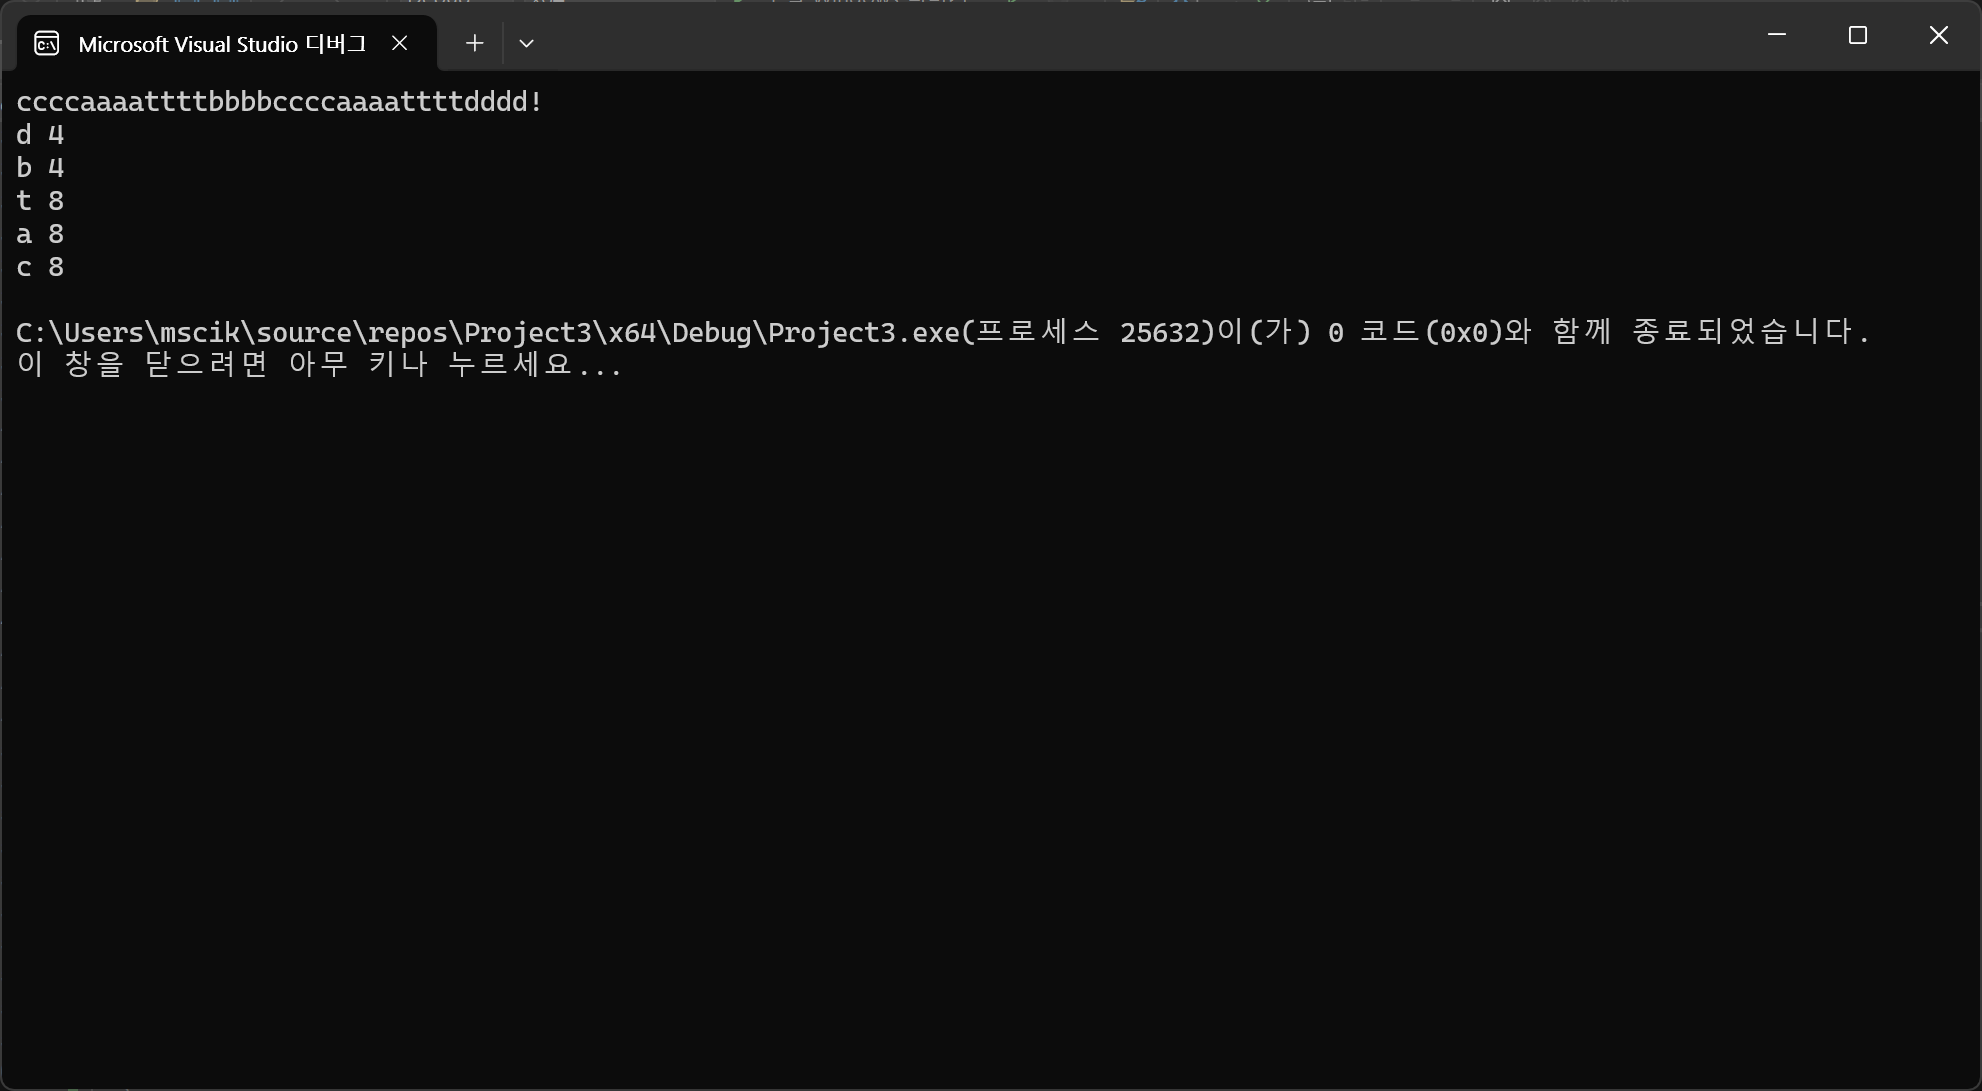 Microsoft Visual Studio 디버그
ccccaaaattttbbbbccccaaaattttdddd!
d 4
b 4
t 8
a 8
c 8
C:\Users\mscik\source\repos\Project3\x64\Debug\Project3.exe(프로세스 25632)이(가) 0 코드(0x0)와 함께 종료되었습니다.
이 창을 닫으려면 아무 키나 누르세요...